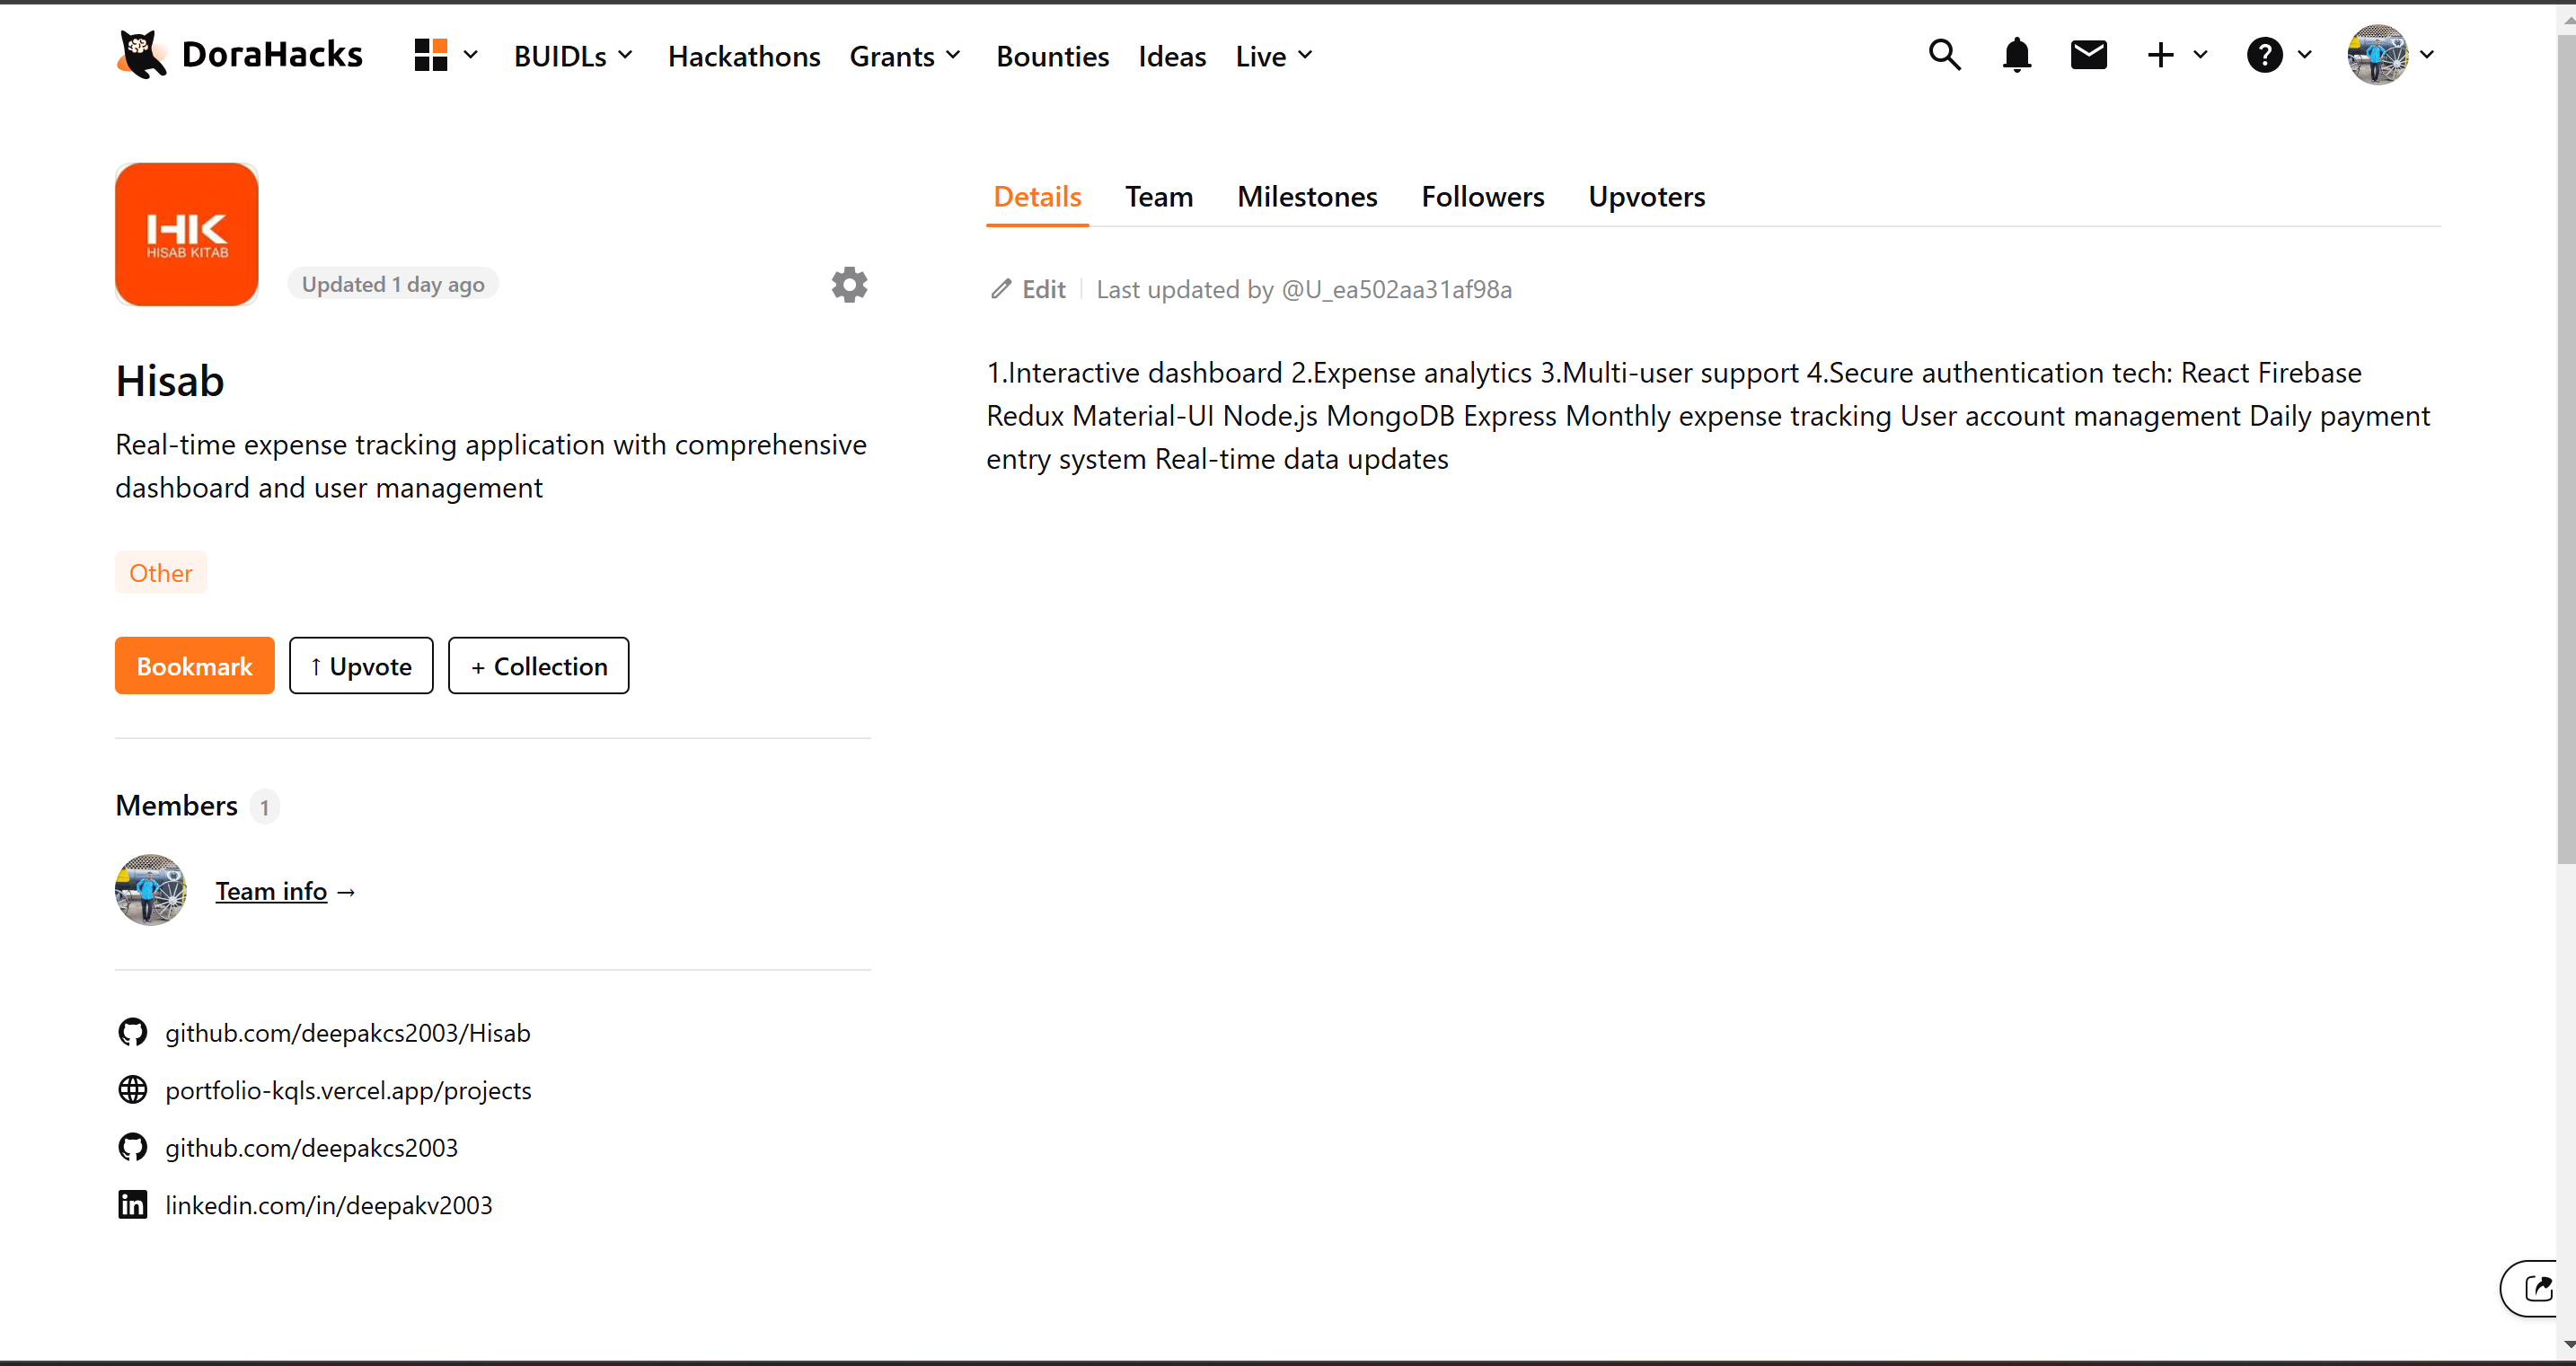 DoraHacks BUIDLs Hackathons Grants Bounties Ideas Live
HK
HISAB KITAB
Updated 1 day ago
Hisab
Real-time expense tracking application with comprehensive
dashboard and user management
Other
Bookmark ↑ Upvote + Collection
Members 1
Team info →
github.com/deepakcs2003/Hisab
portfolio-kqls.vercel.app/projects
github.com/deepakcs2003
linkedin.com/in/deepakv2003
Details Team Milestones Followers Upvoters
Edit Last updated by @U_ea502aa31af98a
1.Interactive dashboard 2.Expense analytics 3.Multi-user support 4.Secure authentication tech: React Firebase
Redux Material-UI Node.js MongoDB Express Monthly expense tracking User account management Daily payment
entry system Real-time data updates